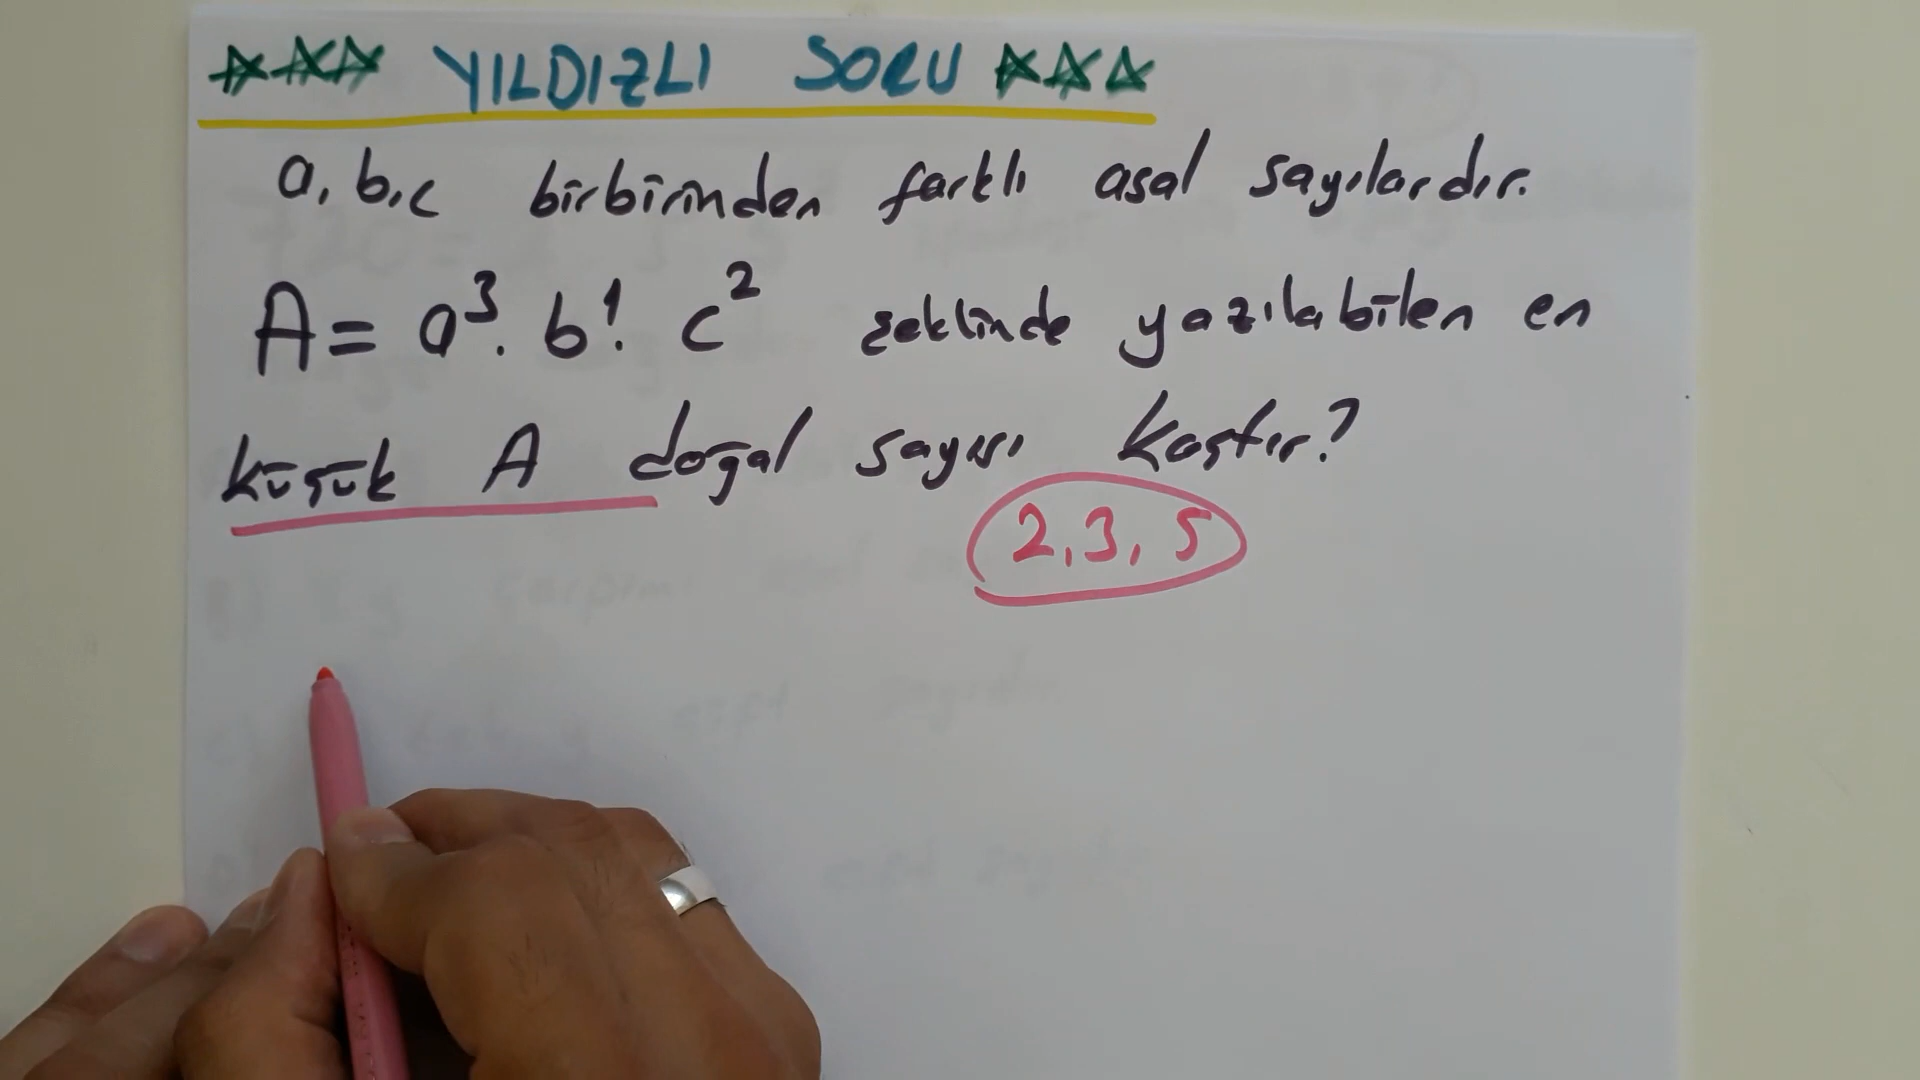 YILDIZLI SORU
a,b,c birbirinden farklı asal sayılardır.
A = a³ . b¹ . c² şeklinde yazılabilen en
küçük A doğal sayısı kaçtır?
2, 3, 5